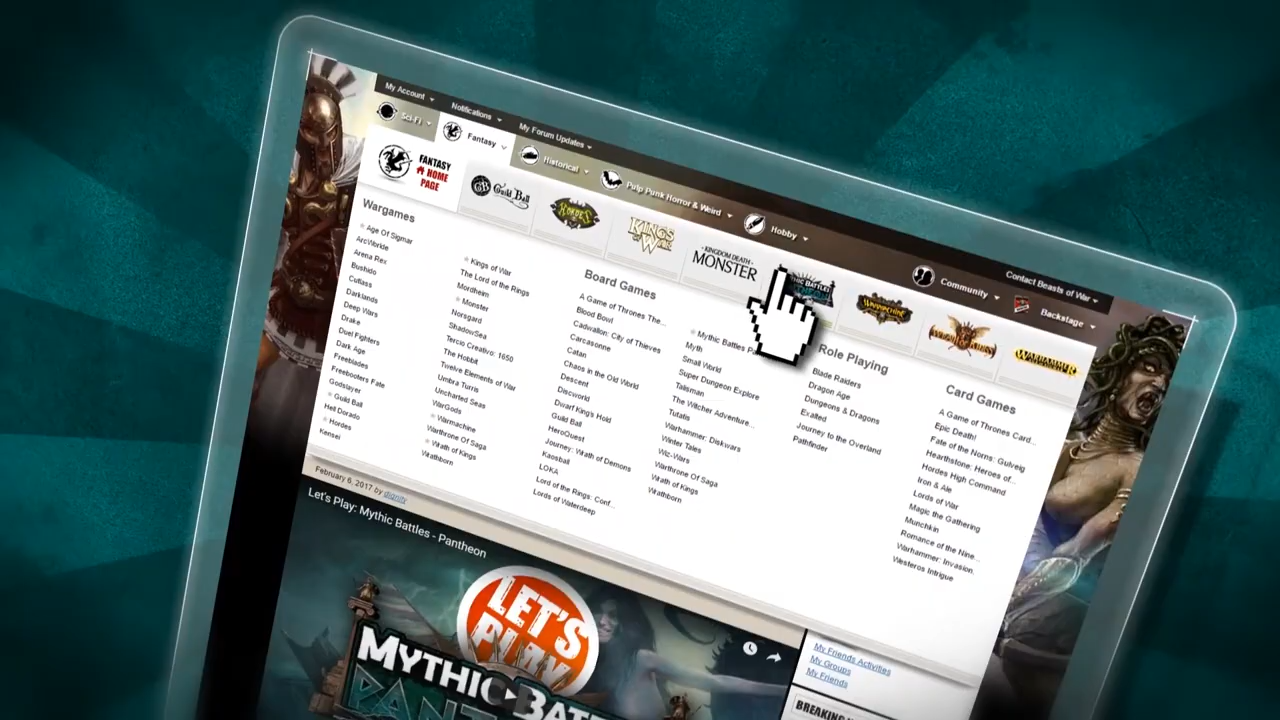 My Account
Notifications
My Forum Updates
Contact Beasts of War
Sci-Fi
Fantasy
Historical
Pulp Punk Horror & Weird
Hobby
Community
Backstage
FANTASY
HOME
PAGE
GB Guild Ball
HORDES
KINGS
OF WAR
KINGDOM DEATH
MONSTER
WARMACHINE
WARHAMMER
Wargames
Age Of Sigmar
ArcWorlde
Arena Rex
Bushido
Cutlass
Darklands
Deep Wars
Drake
Duel Fighters
Dark Age
Freeblades
Freebooters Fate
Godslayer
Guild Ball
Hell Dorado
Hordes
Kensei
Kings of War
The Lord of the Rings
Mordheim
Monster
Norsgard
ShadowSea
Tercio Creativo: 1650
The Hobbit
Twelve Elements of War
Umbra Turris
Uncharted Seas
WarGods
Warmachine
Warthrone Of Saga
Wrath of Kings
Wrathborn
Board Games
A Game of Thrones The...
Blood Bowl
Cadwallon: City of Thieves
Carcasonne
Catan
Chaos in the Old World
Descent
Discworld
Dwarf King's Hold
Guild Ball
HeroQuest
Journey: Wrath of Demons
Kaosball
LOKA
Lord of the Rings: Conf...
Lords of Waterdeep
Mythic Battles
Myth
Small World
Super Dungeon Explore
Talisman
The Witcher Adventure...
Tutatis
Warhammer: Diskwars
Winter Tales
Wiz-Wars
Warthrone Of Saga
Wrath of Kings
Wrathborn
Role Playing
Blade Raiders
Dragon Age
Dungeons & Dragons
Exalted
Journey to the Overland
Pathfinder
Card Games
A Game of Thrones Card...
Epic Death!
Fate of the Norns: Gulveig
Hearthstone: Heroes of...
Hordes High Command
Iron & Ale
Lords of War
Magic the Gathering
Munchkin
Romance of the Nine...
Warhammer: Invasion
Westeros Intrigue
February 6, 2017 by dignity
Let's Play: Mythic Battles - Pantheon
LET'S
PLAY
MYTHIC BATTL
PANT
My Friends Activities
My Groups
My Friends
BREAKING